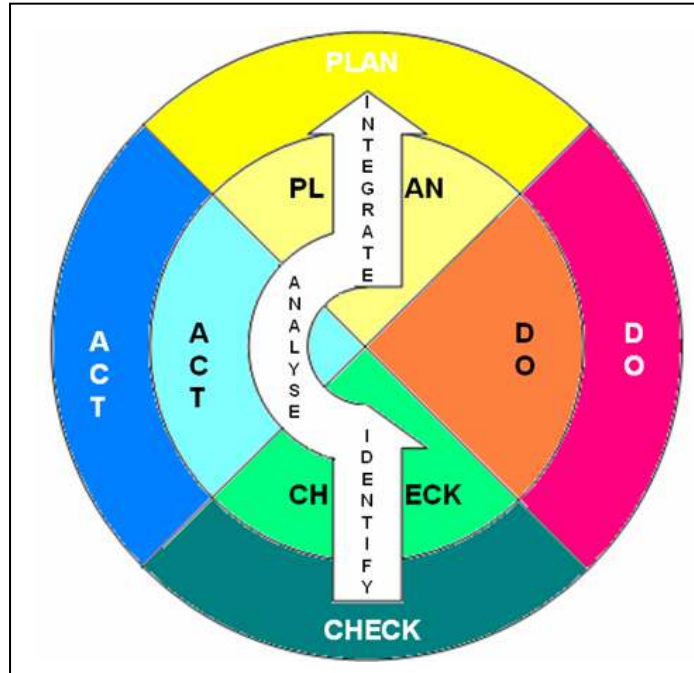 PLAN
INTEGRATE
PL AN
ANALYSE
ACT
ACT
DO
DO
IDENTIFY
CH ECK
CHECK